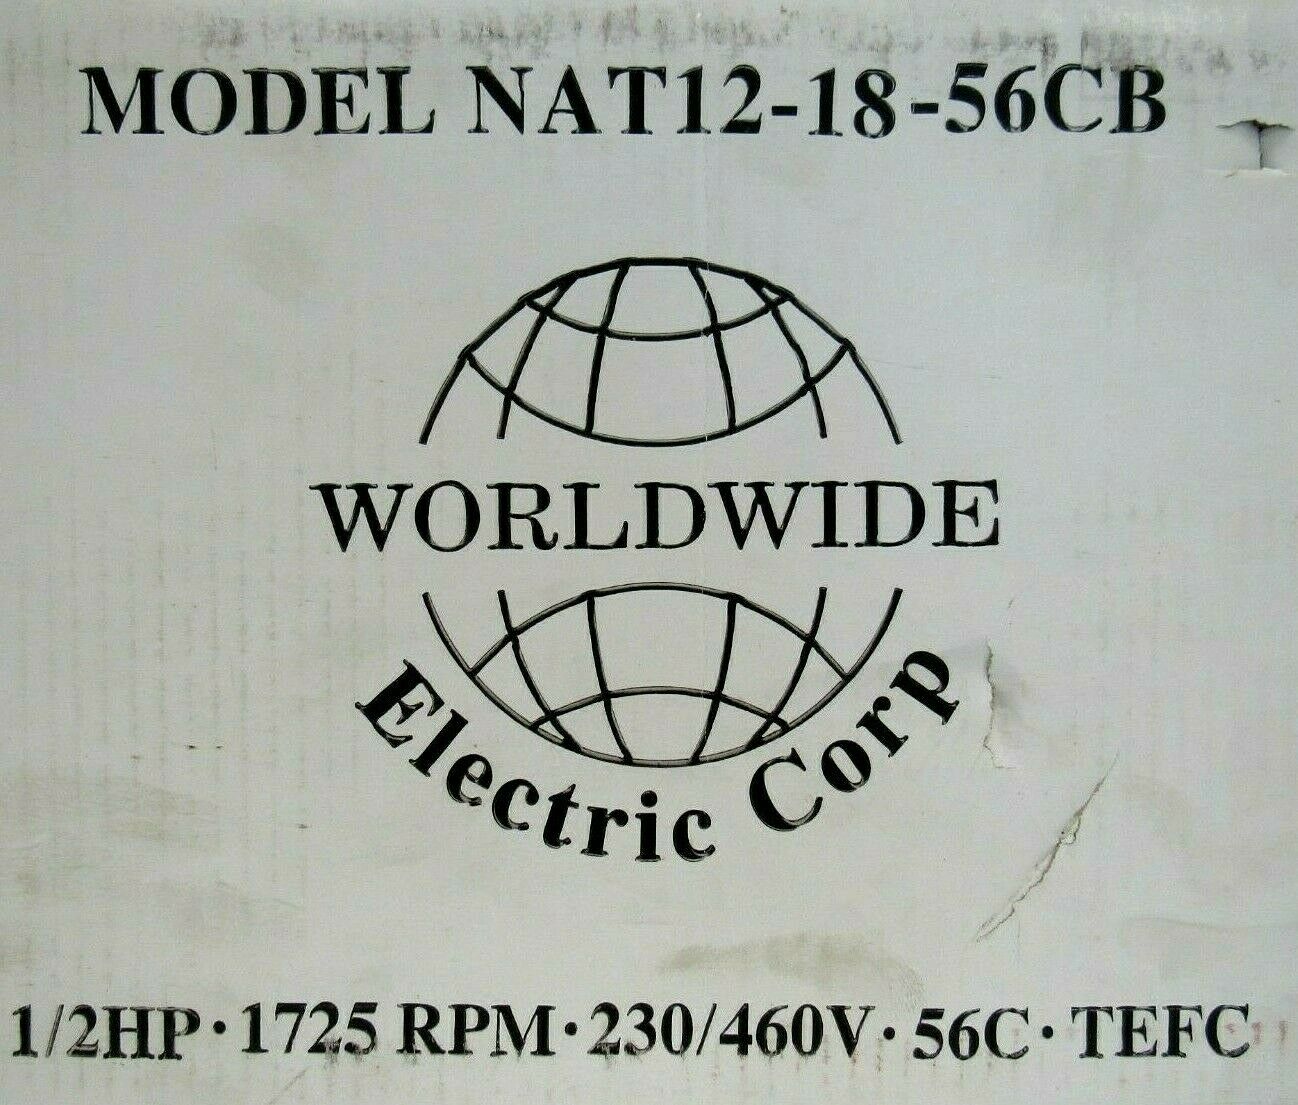 MODEL NAT12-18-56CB
WORLDWIDE
Electric Corp
1/2HP · 1725 RPM · 230/460V · 56C · TEFC